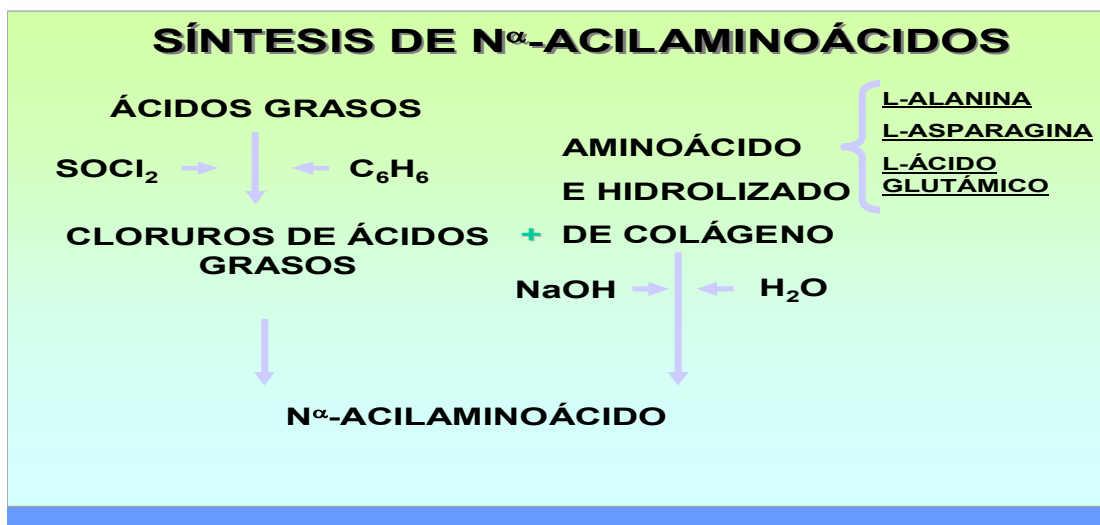 SÍNTESIS DE Nα-ACILAMINOÁCIDOS
ÁCIDOS GRASOS
SOCl₂
C₆H₆
CLORUROS DE ÁCIDOS
GRASOS
+
AMINOÁCIDO
E HIDROLIZADO
DE COLÁGENO
L-ALANINA
L-ASPARAGINA
L-ÁCIDO
GLUTÁMICO
NaOH
H₂O
Nα-ACILAMINOÁCIDO